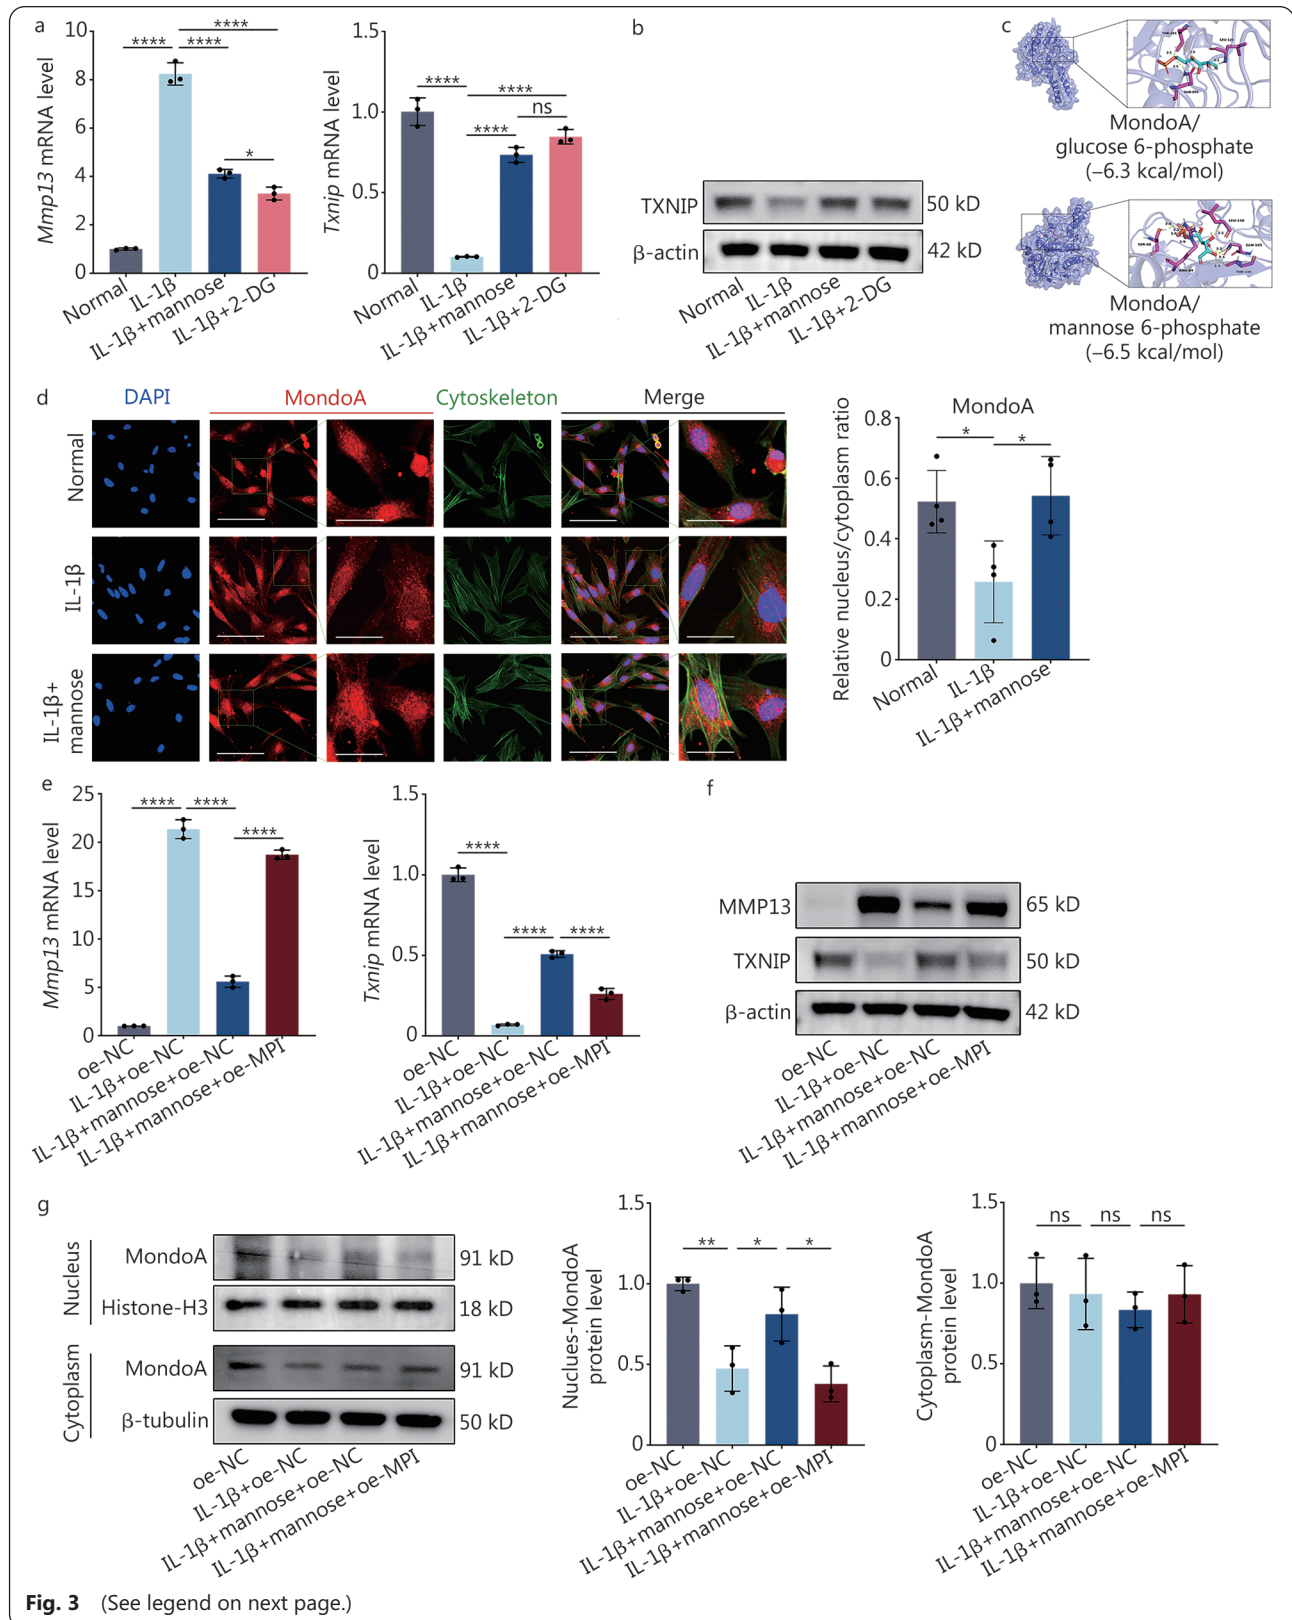 a
Mmp13 mRNA level
10
8
6
4
2
0
****
**** ****
*
Normal
IL-1β
IL-1β+mannose
IL-1β+2-DG
Txnip mRNA level
1.5
1.0
0.5
0
**** ****
ns
****
Normal
IL-1β
IL-1β+mannose
IL-1β+2-DG
b
TXNIP 50 kD
β-actin 42 kD
Normal
IL-1β
IL-1β+mannose
IL-1β+2-DG
c
MondoA/
glucose 6-phosphate
(–6.3 kcal/mol)
MondoA/
mannose 6-phosphate
(–6.5 kcal/mol)
d
DAPI MondoA Cytoskeleton Merge
Normal
IL-1β
IL-1β+
mannose
MondoA
Relative nucleus/cytoplasm ratio
0.8
0.6
0.4
0.2
0
* *
Normal
IL-1β
IL-1β+mannose
e
Mmp13 mRNA level
25
20
15
10
5
0
**** ****
****
oe-NC
IL-1β+oe-NC
IL-1β+mannose+oe-NC
IL-1β+mannose+oe-MPI
Txnip mRNA level
1.5
1.0
0.5
0
****
**** ****
oe-NC
IL-1β+oe-NC
IL-1β+mannose+oe-NC
IL-1β+mannose+oe-MPI
f
MMP13 65 kD
TXNIP 50 kD
β-actin 42 kD
oe-NC
IL-1β+oe-NC
IL-1β+mannose+oe-NC
IL-1β+mannose+oe-MPI
g
Nucleus
MondoA 91 kD
Histone-H3 18 kD
Cytoplasm
MondoA 91 kD
β-tubulin 50 kD
oe-NC
IL-1β+oe-NC
IL-1β+mannose+oe-NC
IL-1β+mannose+oe-MPI
Nuclues-MondoA
protein level
1.5
1.0
0.5
0
** * *
oe-NC
IL-1β+oe-NC
IL-1β+mannose+oe-NC
IL-1β+mannose+oe-MPI
Cytoplasm-MondoA
protein level
1.5
1.0
0.5
0
ns ns ns
oe-NC
IL-1β+oe-NC
IL-1β+mannose+oe-NC
IL-1β+mannose+oe-MPI
Fig. 3 (See legend on next page.)